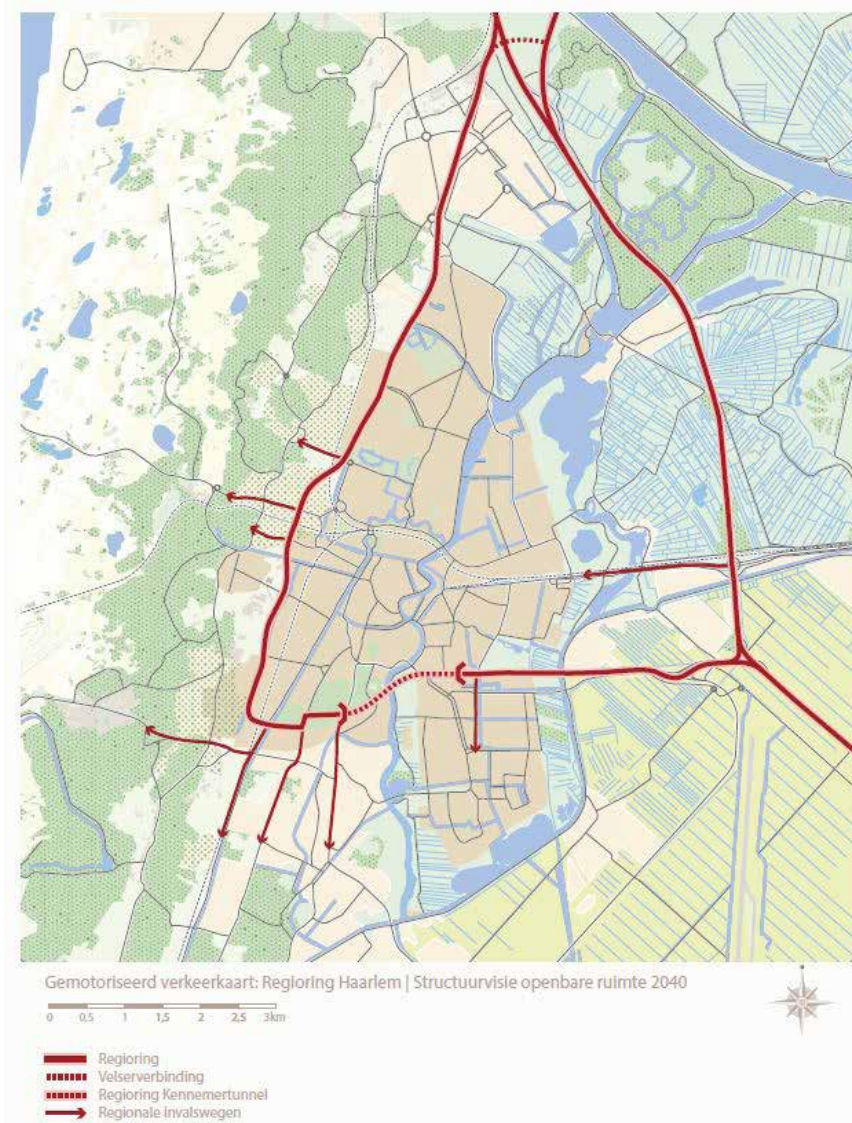 Gemotoriseerd verkeerkaart: Regioring Haarlem | Structuurvisie openbare ruimte 2040
0 0,5 1 1,5 2 2,5 3km
Regioring
Velserverbinding
Regioring Kennemertunnel
Regionale invalswegen